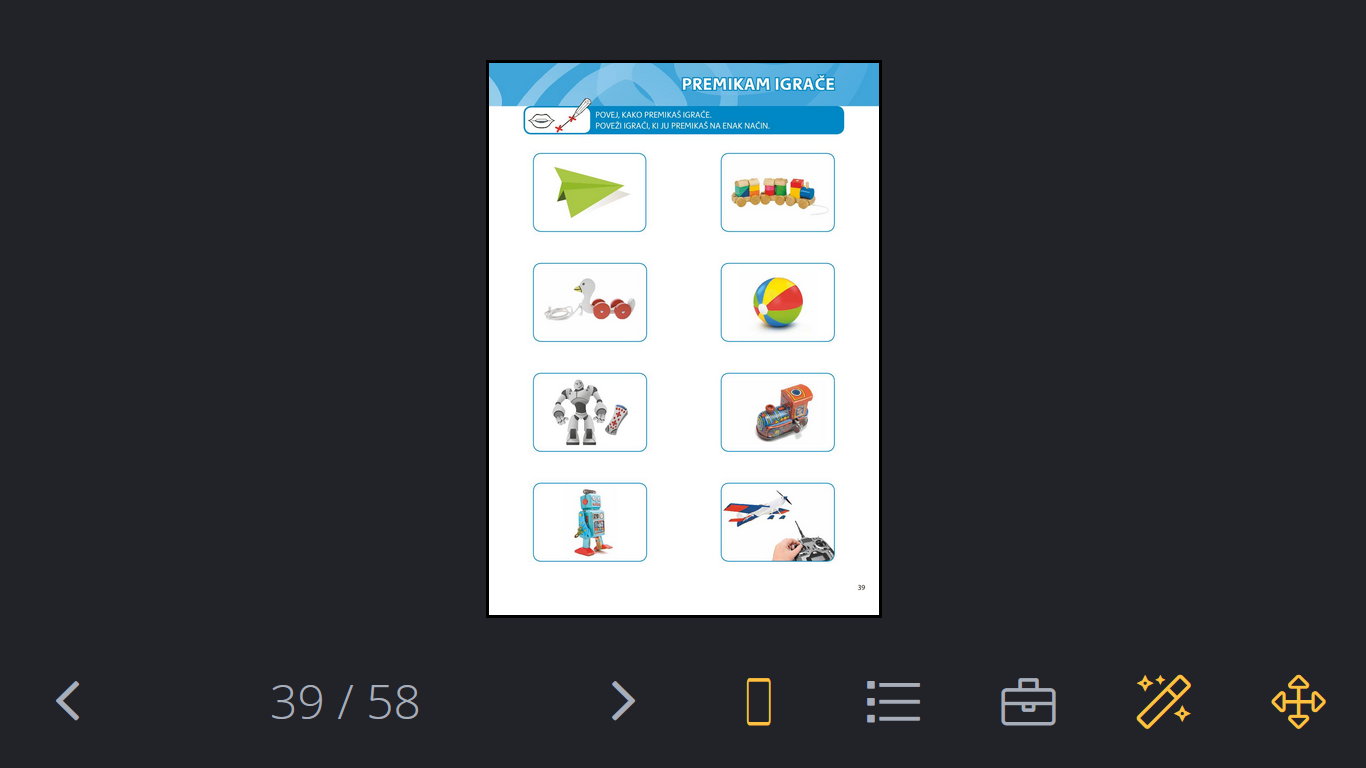 PREMIKAM IGRAČE
POVEJ, KAKO PREMIKAŠ IGRAČE.
POVEŽI IGRAČI, KI JU PREMIKAŠ NA ENAK NAČIN.
39
39 / 58